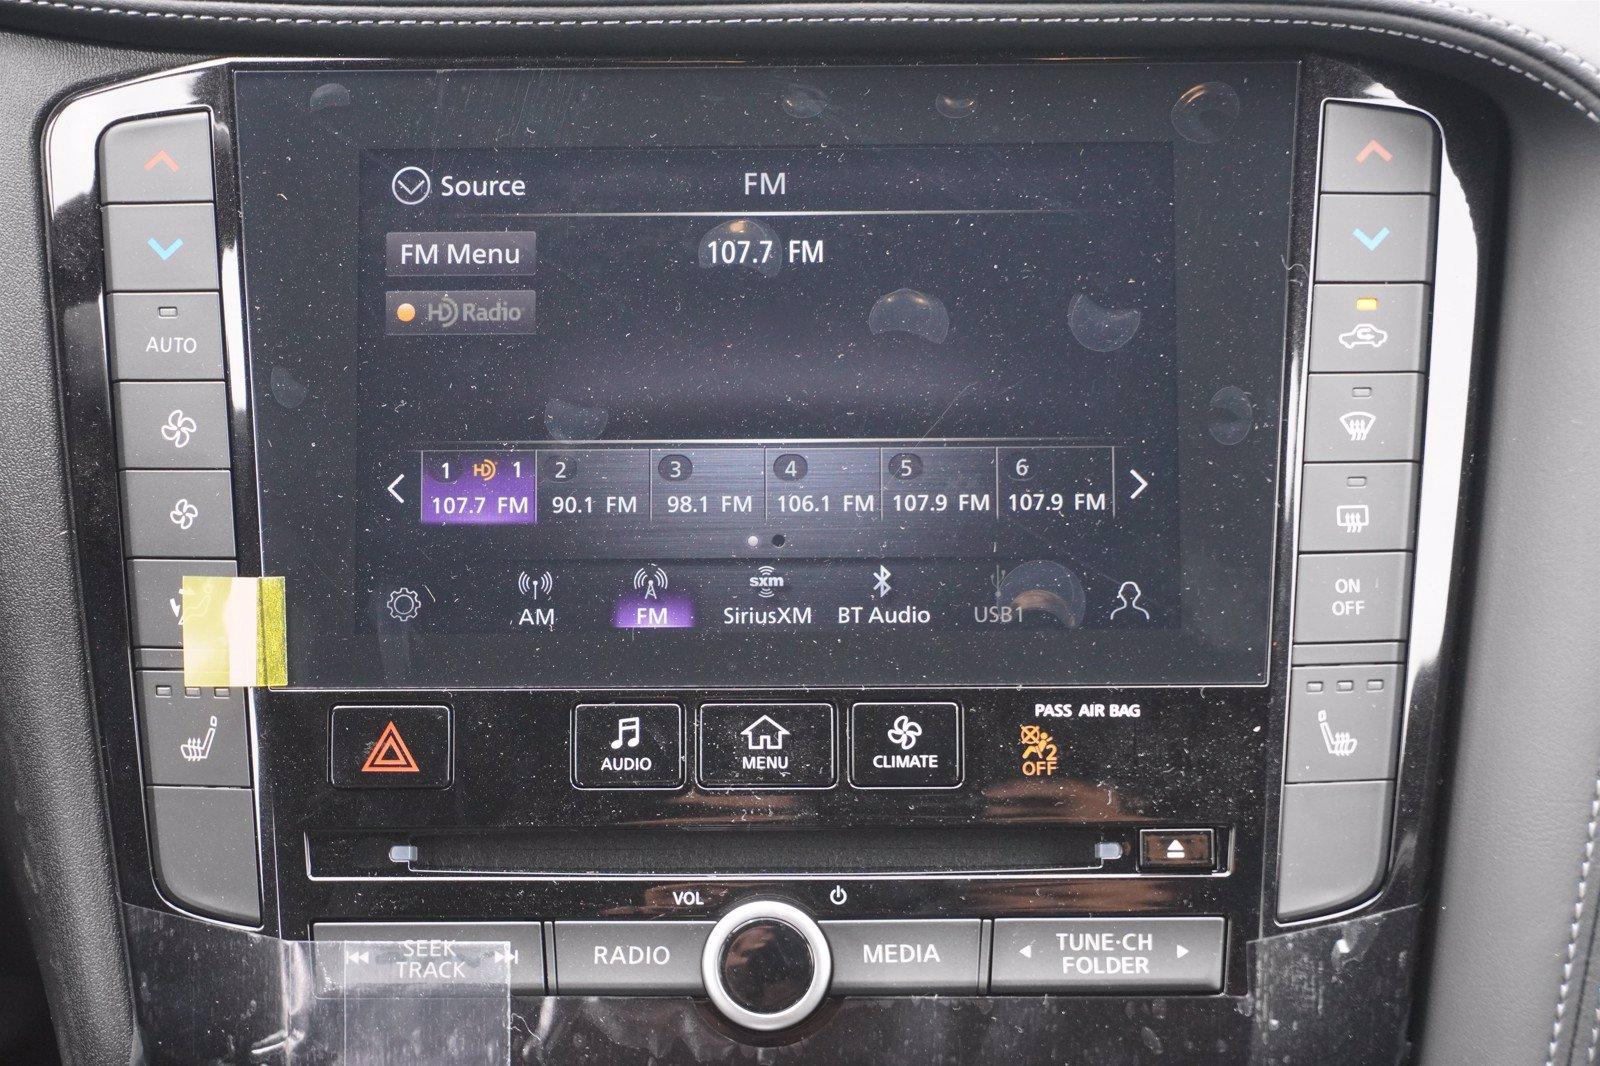 Source
FM
FM Menu
107.7 FM
HD Radio
AUTO
1 HD 1 2 3 4 5 6
107.7 FM 90.1 FM 98.1 FM 106.1 FM 107.9 FM 107.9 FM
sxm
AM FM SiriusXM BT Audio USB1
ON
OFF
PASS AIR BAG
2
OFF
AUDIO MENU CLIMATE
VOL
SEEK
TRACK
RADIO
MEDIA
TUNE·CH
FOLDER